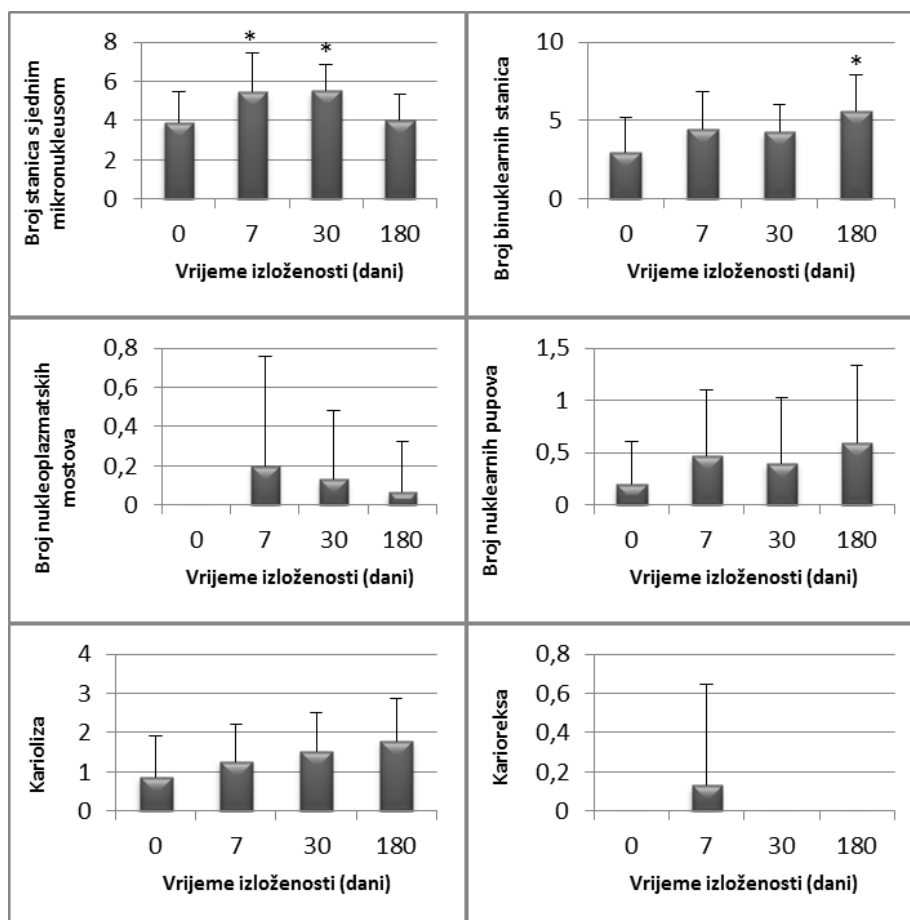 Broj stanica s jednim
mikronukleusom
8
6
4
2
0
*
*
0 7 30 180
Vrijeme izloženosti (dani)
Broj binuklearnih stanica
10
5
0
*
0 7 30 180
Vrijeme izloženosti (dani)
Broj nukleoplazmatskih
mostova
0,8
0,6
0,4
0,2
0
0 7 30 180
Vrijeme izloženosti (dani)
Broj nuklearnih pupova
1,5
1
0,5
0
0 7 30 180
Vrijeme izloženosti (dani)
Karioliza
4
3
2
1
0
0 7 30 180
Vrijeme izloženosti (dani)
Karioreksa
0,8
0,6
0,4
0,2
0
0 7 30 180
Vrijeme izloženosti (dani)